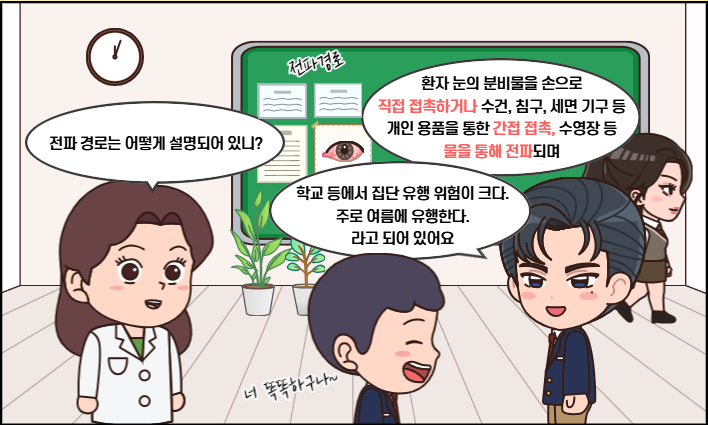 전파경로
환자 눈의 분비물을 손으로
직접 접촉하거나 수건, 침구, 세면 기구 등
개인 용품을 통한 간접 접촉, 수영장 등
물을 통해 전파되며
전파 경로는 어떻게 설명되어 있니?
학교 등에서 집단 유행 위험이 크다.
주로 여름에 유행한다.
라고 되어 있어요
너 똑똑하구나~